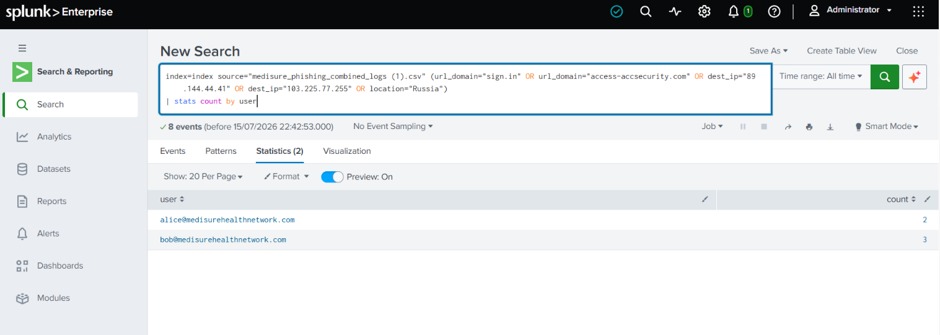 splunk>Enterprise
1
Administrator
Search & Reporting
Search
Analytics
Datasets
Reports
Alerts
Dashboards
Modules
New Search
Save As
Create Table View
Close
index=index source="medisure_phishing_combined_logs (1).csv" (url_domain="sign.in" OR url_domain="access-accsecurity.com" OR dest_ip="89
.144.44.41" OR dest_ip="103.225.77.255" OR location="Russia")
| stats count by user
Time range: All time
8 events (before 15/07/2026 22:42:53.000)
No Event Sampling
Job
Smart Mode
Events
Patterns
Statistics (2)
Visualization
Show: 20 Per Page
Format
Preview: On
user
count
alice@medisurehealthnetwork.com
2
bob@medisurehealthnetwork.com
3